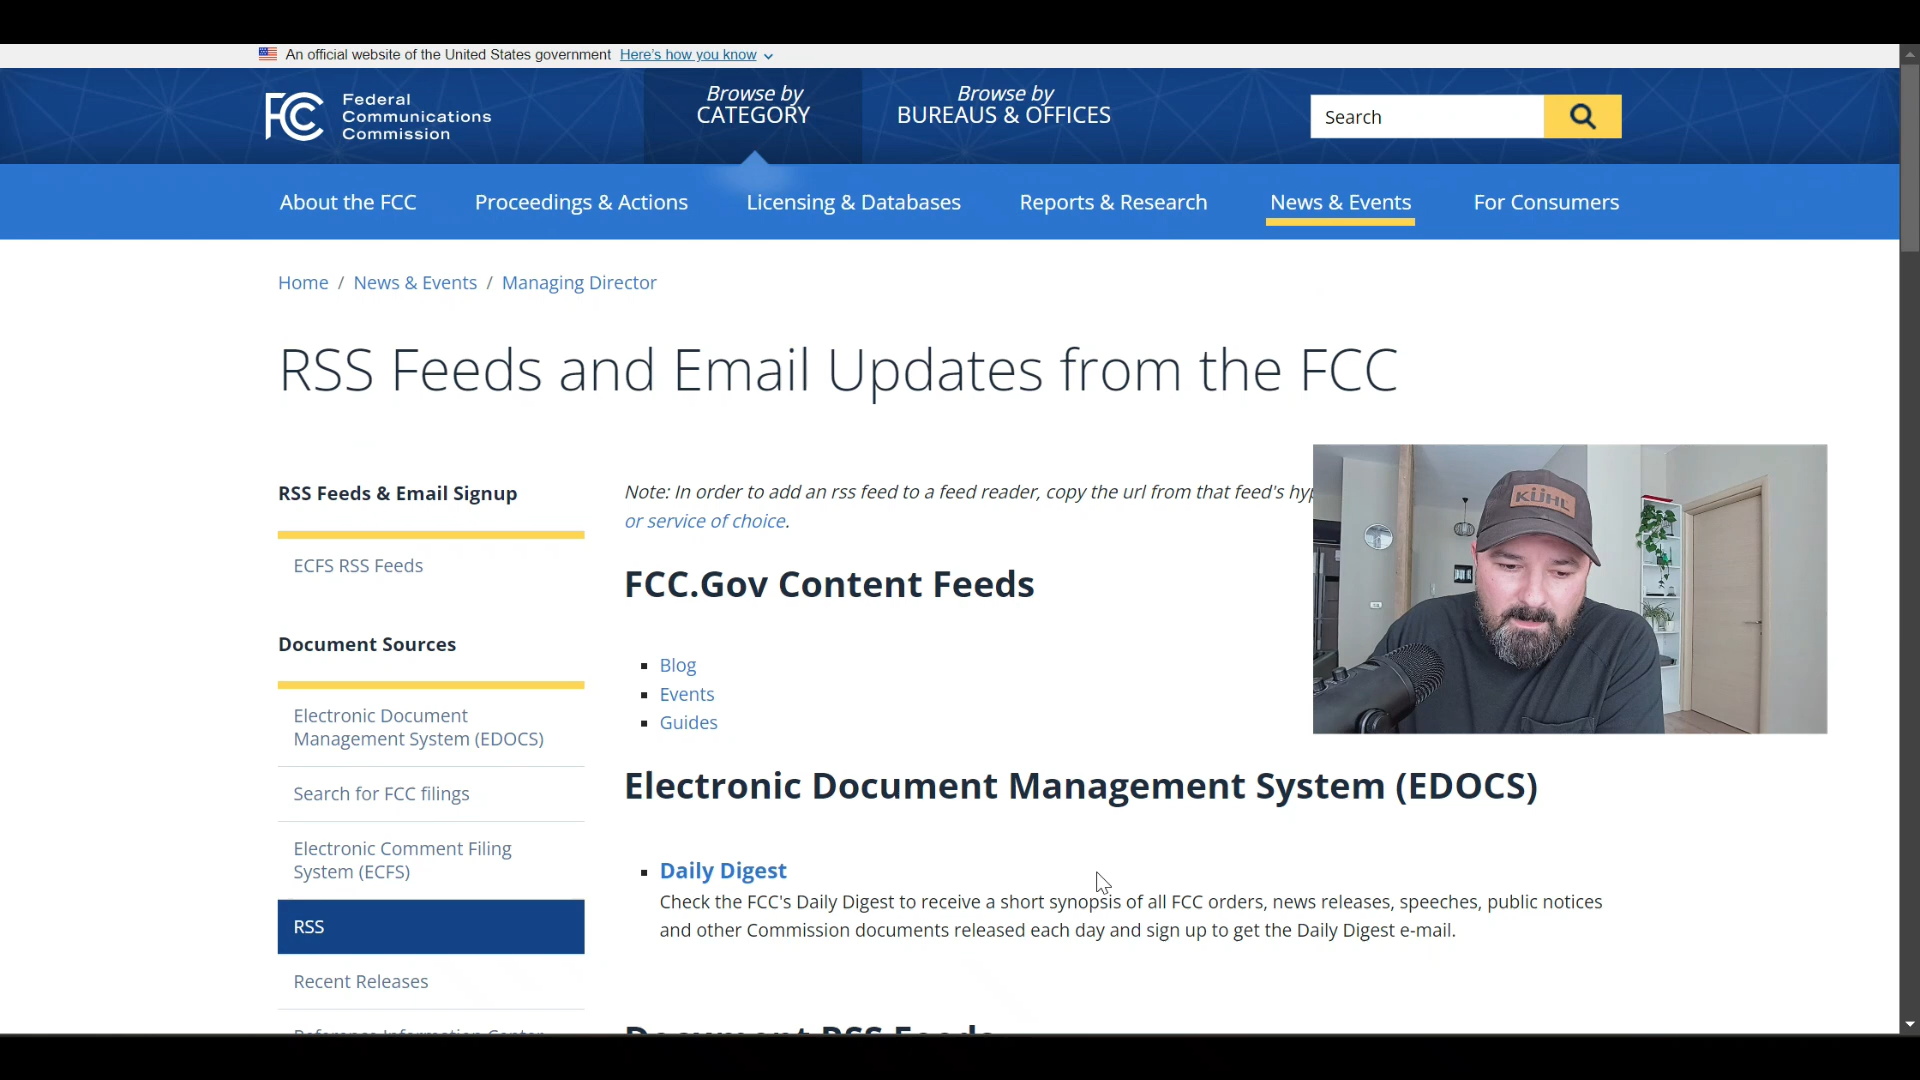 An official website of the United States government Here's how you know
FCC Federal Communications Commission
Browse by
CATEGORY
Browse by
BUREAUS & OFFICES
Search
About the FCC
Proceedings & Actions
Licensing & Databases
Reports & Research
News & Events
For Consumers
Home / News & Events / Managing Director
RSS Feeds and Email Updates from the FCC
RSS Feeds & Email Signup
ECFS RSS Feeds
Document Sources
Electronic Document
Management System (EDOCS)
Search for FCC filings
Electronic Comment Filing
System (ECFS)
RSS
Recent Releases
Note: In order to add an rss feed to a feed reader, copy the url from that feed's
or service of choice.
FCC.Gov Content Feeds
Blog
Events
Guides
KÜHL
Electronic Document Management System (EDOCS)
Daily Digest
Check the FCC's Daily Digest to receive a short synopsis of all FCC orders, news releases, speeches, public notices
and other Commission documents released each day and sign up to get the Daily Digest e-mail.